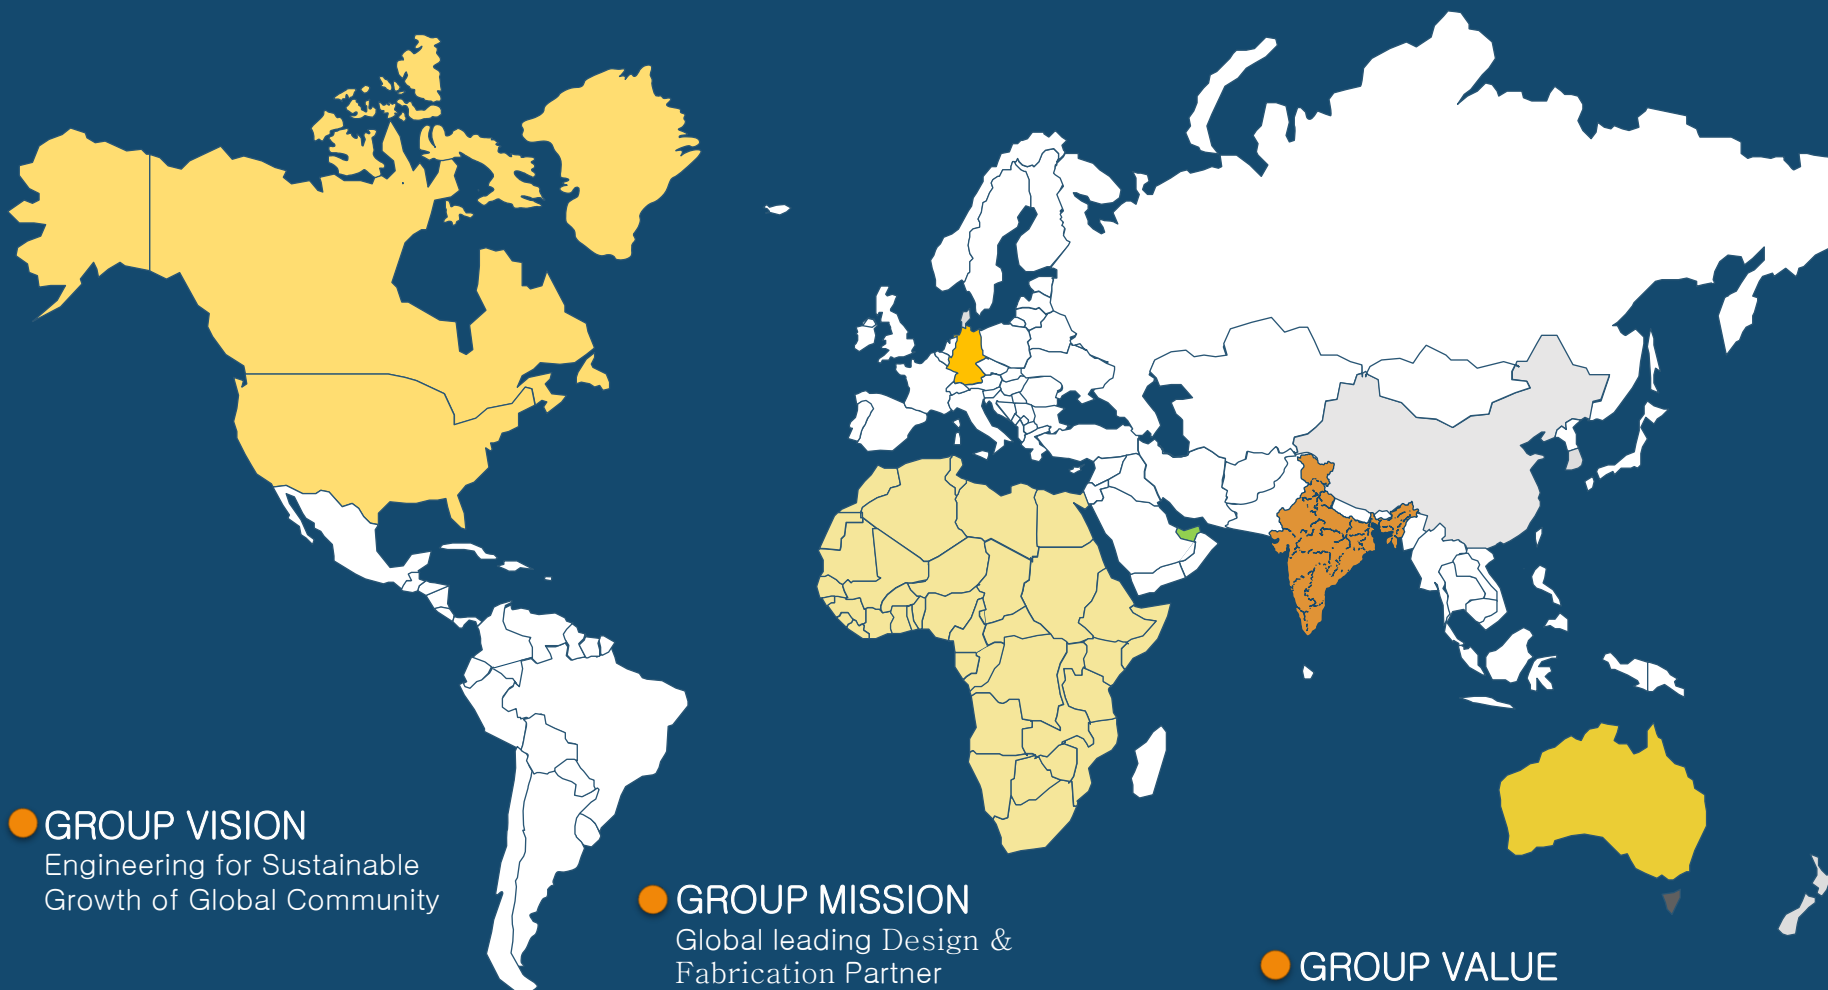 GROUP VISION
Engineering for Sustainable
Growth of Global Community
GROUP MISSION
Global leading Design &
Fabrication Partner
GROUP VALUE